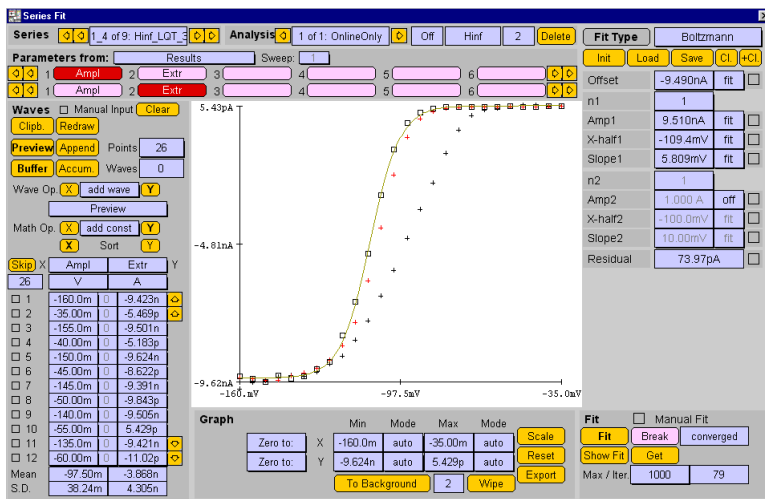 Series Fit
Series 1_4 of 9: Hinf_LQT_3 Analysis 1 of 1: OnlineOnly Off Hinf 2 Delete
Parameters from: Results Sweep: 1
1 Ampl 2 Extr 3 4 5 6
1 Ampl 2 Extr 3 4 5 6
Waves Manual Input Clear
Clipb. Redraw
Preview Append Points 26
Buffer Accum. Waves 0
Wave Op. X add wave Y
Preview
Math Op. X add const Y
X Sort Y
Skip X Ampl Extr Y
26 V A
1 -160.0m 0 -9.423n
2 -35.00m 0 -5.469p
3 -155.0m 0 -9.501n
4 -40.00m 0 -5.183p
5 -150.0m 0 -9.624n
6 -45.00m 0 -8.622p
7 -145.0m 0 -9.391n
8 -50.00m 0 -9.843p
9 -140.0m 0 -9.505n
10 -55.00m 0 5.429p
11 -135.0m 0 -9.421n
12 -60.00m 0 -11.02p
Mean -97.50m -3.868n
S.D. 38.24m 4.305n
5.43pA
-4.81nA
-9.62nA
-160.mV -97.5mV -35.0mV
Graph
Min Mode Max Mode
Zero to: X -160.0m auto -35.00m auto Scale
Zero to: Y -9.624n auto 5.429p auto Reset
To Background 2 Wipe Export
Fit Type Boltzmann
Init Load Save Cl. +Cl.
Offset -9.490nA fit
n1 1
Amp1 9.510nA fit
X-half1 -109.4mV fit
Slope1 5.809mV fit
n2 1
Amp2 1.000 A off
X-half2 -100.0mV fit
Slope2 10.00mV fit
Residual 73.97pA
Fit Manual Fit
Fit Break converged
Show Fit Get
Max / Iter. 1000 79